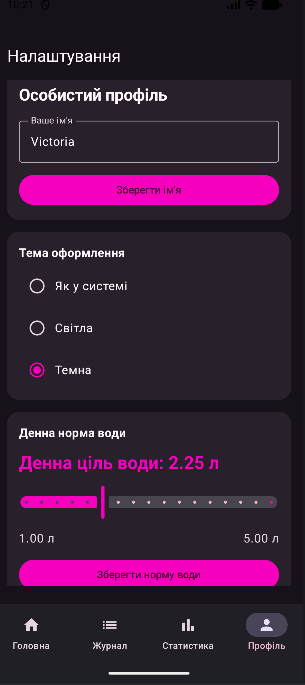 10:21
Налаштування
Особистий профіль
Ваше ім'я
Victoria
Зберегти ім'я
Тема оформлення
Як у системі
Світла
Темна
Денна норма води
Денна ціль води: 2.25 л
1.00 л 5.00 л
Зберегти норму води
Головна Журнал Статистика Профіль